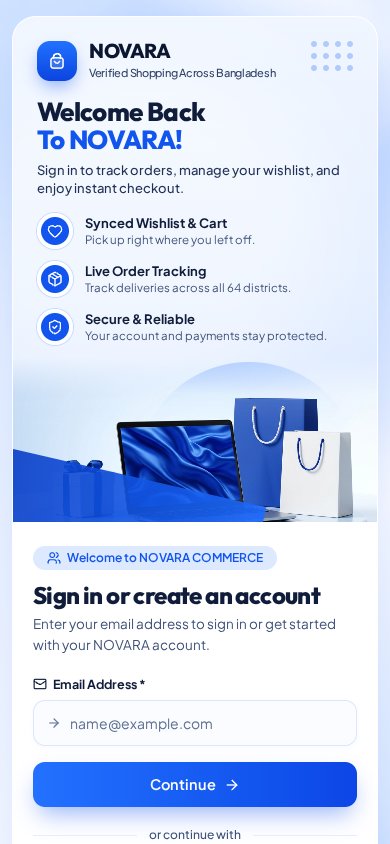 NOVARA
Verified Shopping Across Bangladesh
Welcome Back
To NOVARA!
Sign in to track orders, manage your wishlist, and
enjoy instant checkout.
Synced Wishlist & Cart
Pick up right where you left off.
Live Order Tracking
Track deliveries across all 64 districts.
Secure & Reliable
Your account and payments stay protected.
Welcome to NOVARA COMMERCE
Sign in or create an account
Enter your email address to sign in or get started
with your NOVARA account.
Email Address *
name@example.com
Continue
or continue with